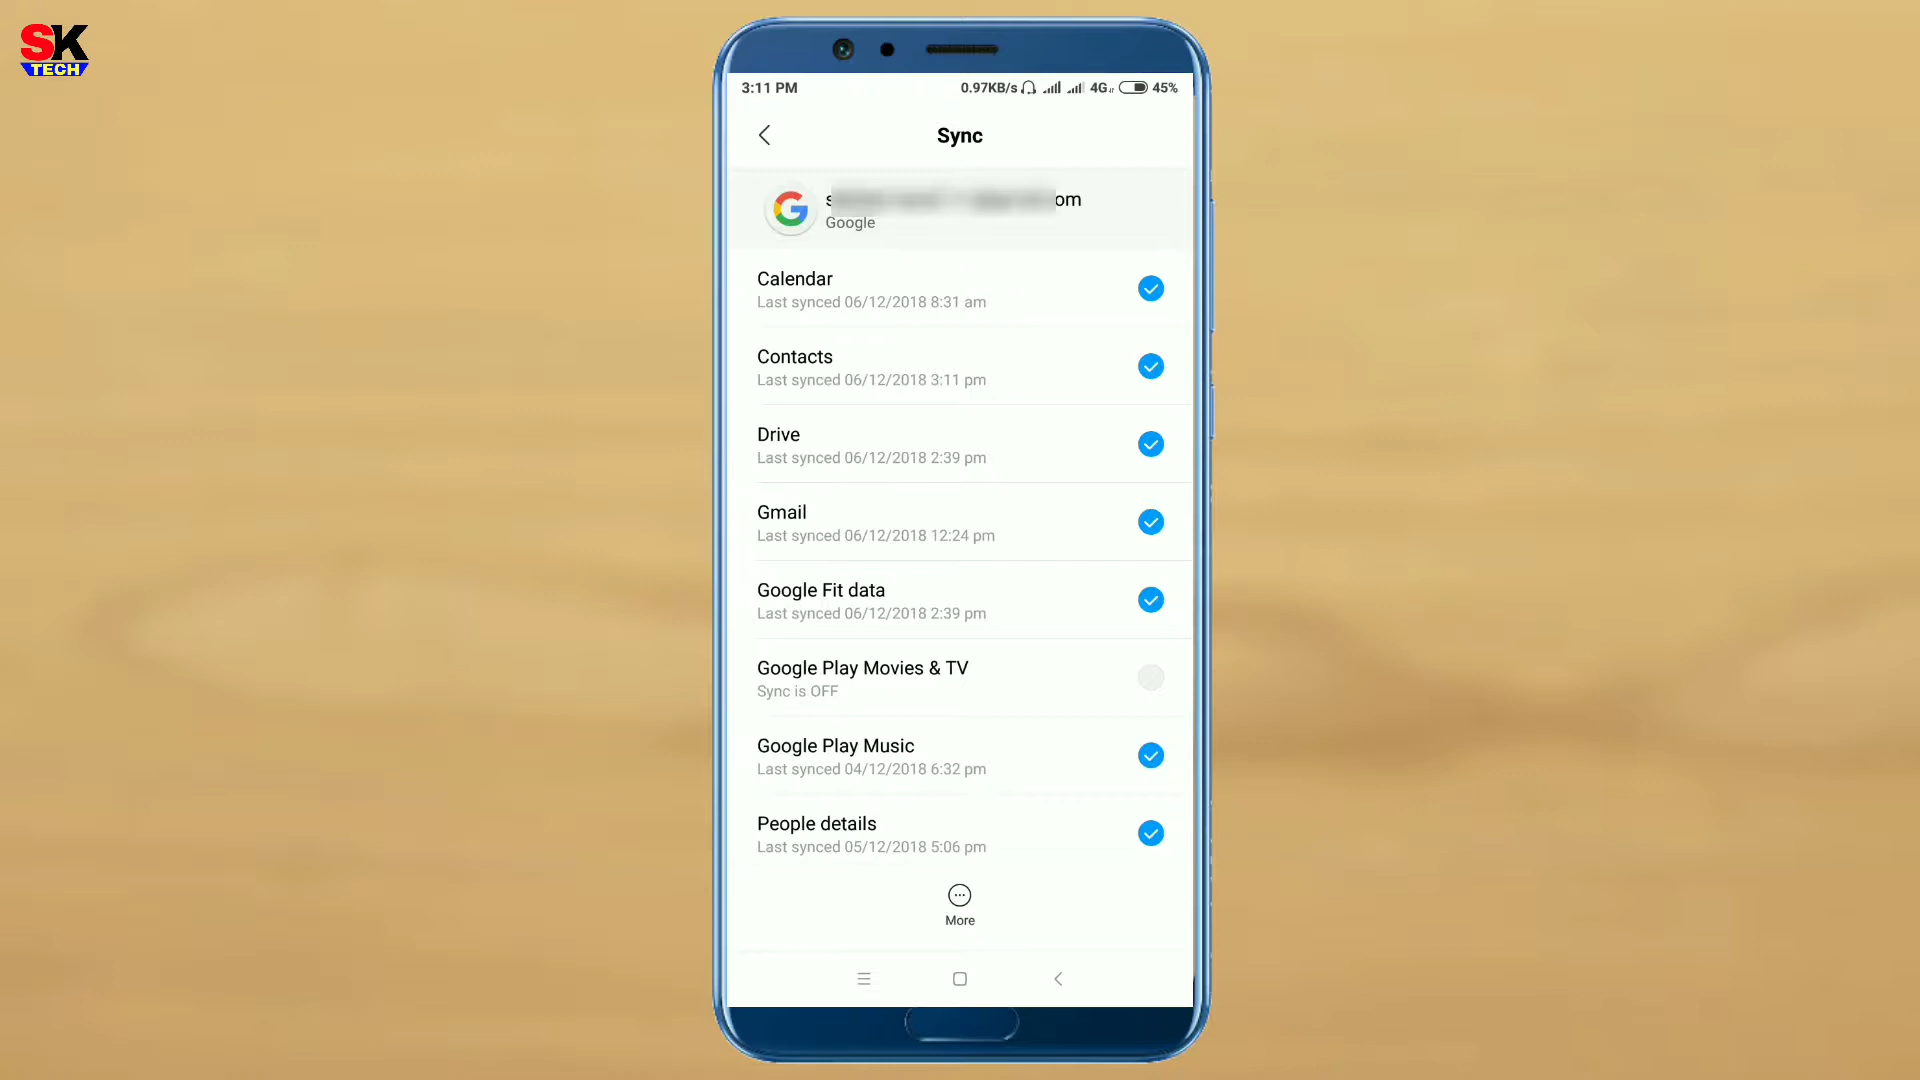 SK
TECH
3:11 PM 0.97KB/s 4G 45%
Sync
Google
Calendar
Last synced 06/12/2018 8:31 am
Contacts
Last synced 06/12/2018 3:11 pm
Drive
Last synced 06/12/2018 2:39 pm
Gmail
Last synced 06/12/2018 12:24 pm
Google Fit data
Last synced 06/12/2018 2:39 pm
Google Play Movies & TV
Sync is OFF
Google Play Music
Last synced 04/12/2018 6:32 pm
People details
Last synced 05/12/2018 5:06 pm
More